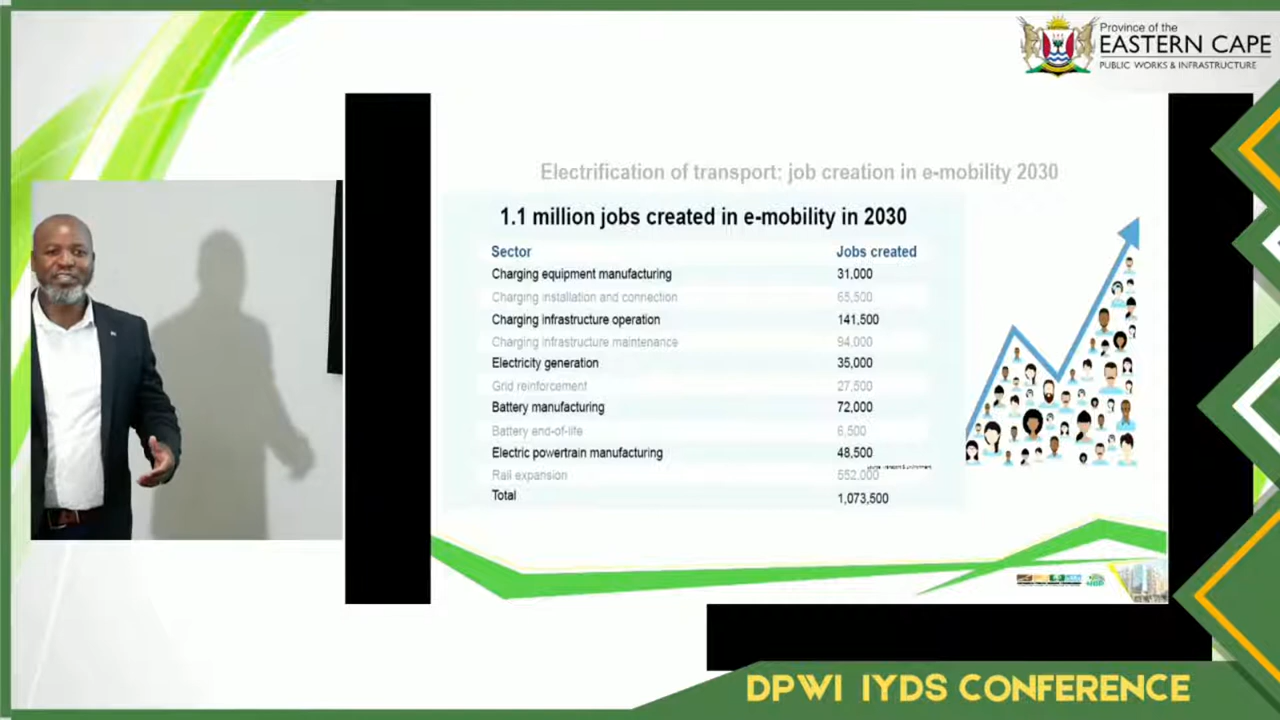 Province of the
EASTERN CAPE
PUBLIC WORKS & INFRASTRUCTURE
Electrification of transport: job creation in e-mobility 2030
1.1 million jobs created in e-mobility in 2030
Sector Jobs created
Charging equipment manufacturing 31,000
Charging installation and connection 65,500
Charging infrastructure operation 141,500
Charging infrastructure maintenance 94,000
Electricity generation 35,000
Grid reinforcement 27,500
Battery manufacturing 72,000
Battery end-of-life 6,500
Electric powertrain manufacturing 48,500
Rail expansion 552,000
Total 1,073,500
DPWI IYDS CONFERENCE